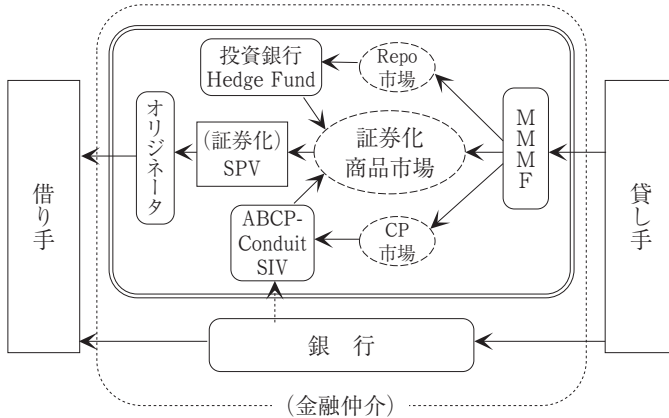 投資銀行
Hedge Fund
Repo
市場
オリジネータ
(証券化)
SPV
証券化
商品市場
MMMF
借り手
貸し手
ABCP-
Conduit
SIV
CP
市場
銀 行
(金融仲介)